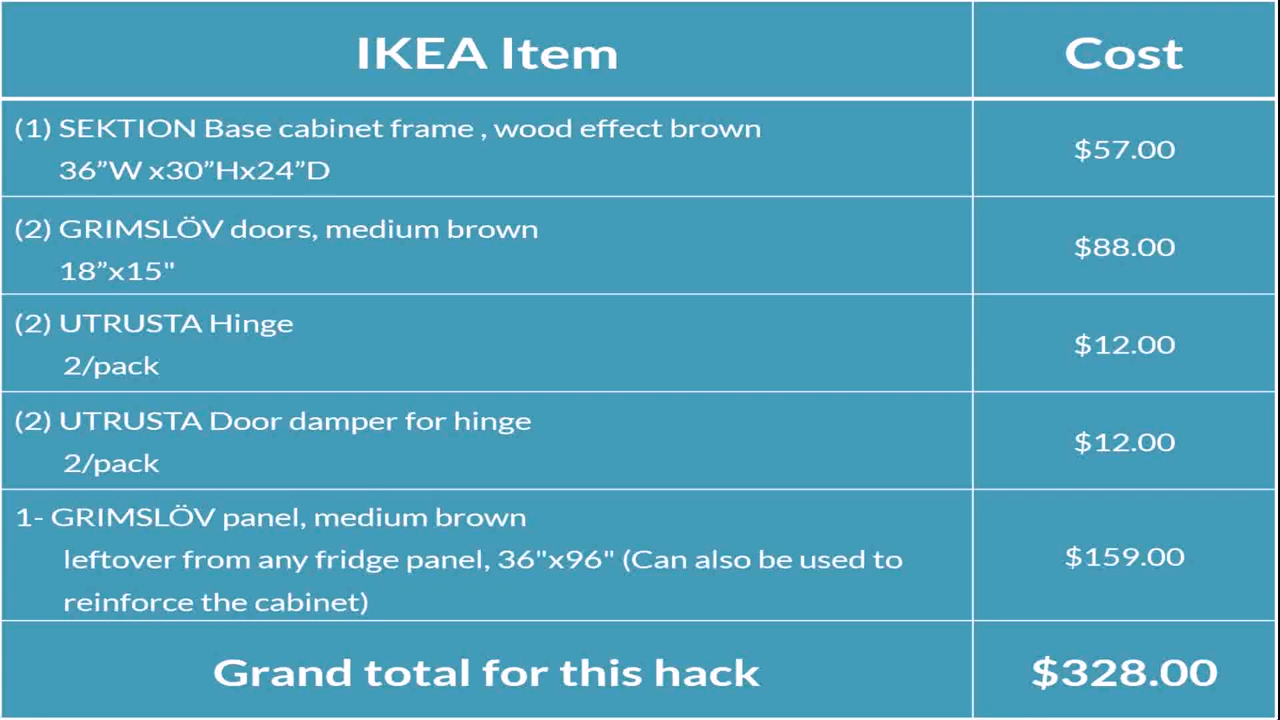 IKEA Item
Cost
(1) SEKTION Base cabinet frame , wood effect brown
36”W x30”Hx24”D
$57.00
(2) GRIMSLÖV doors, medium brown
18”x15"
$88.00
(2) UTRUSTA Hinge
2/pack
$12.00
(2) UTRUSTA Door damper for hinge
2/pack
$12.00
1- GRIMSLÖV panel, medium brown
leftover from any fridge panel, 36"x96" (Can also be used to
reinforce the cabinet)
$159.00
Grand total for this hack
$328.00